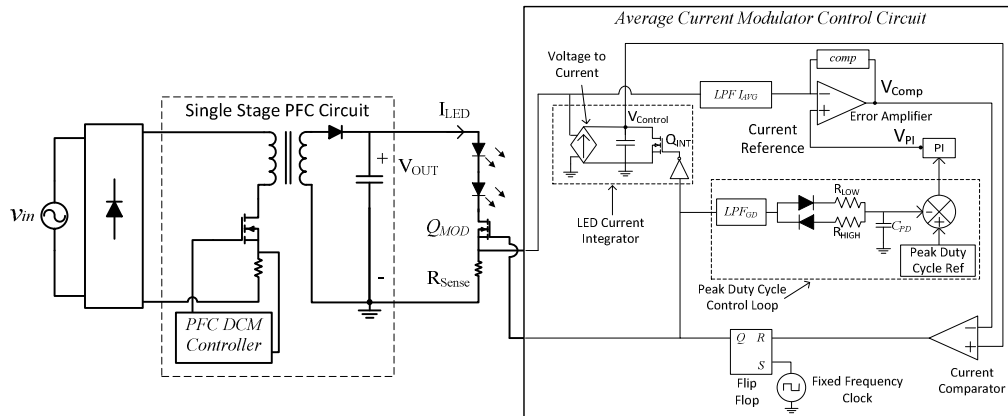 Average Current Modulator Control Circuit
Voltage to
Current
Single Stage PFC Circuit
vin
PFC DCM
Controller
ILED
+
VOUT
-
QMOD
RSense
VControl
QINT
LED Current
Integrator
LPF IAVG
comp
VComp
Error Amplifier
Current
Reference
VPI
PI
LPFGD
RLOW
RHIGH
CPD
Peak Duty
Cycle Ref
Peak Duty Cycle
Control Loop
Q R
S
Flip
Flop
Fixed Frequency
Clock
Current
Comparator